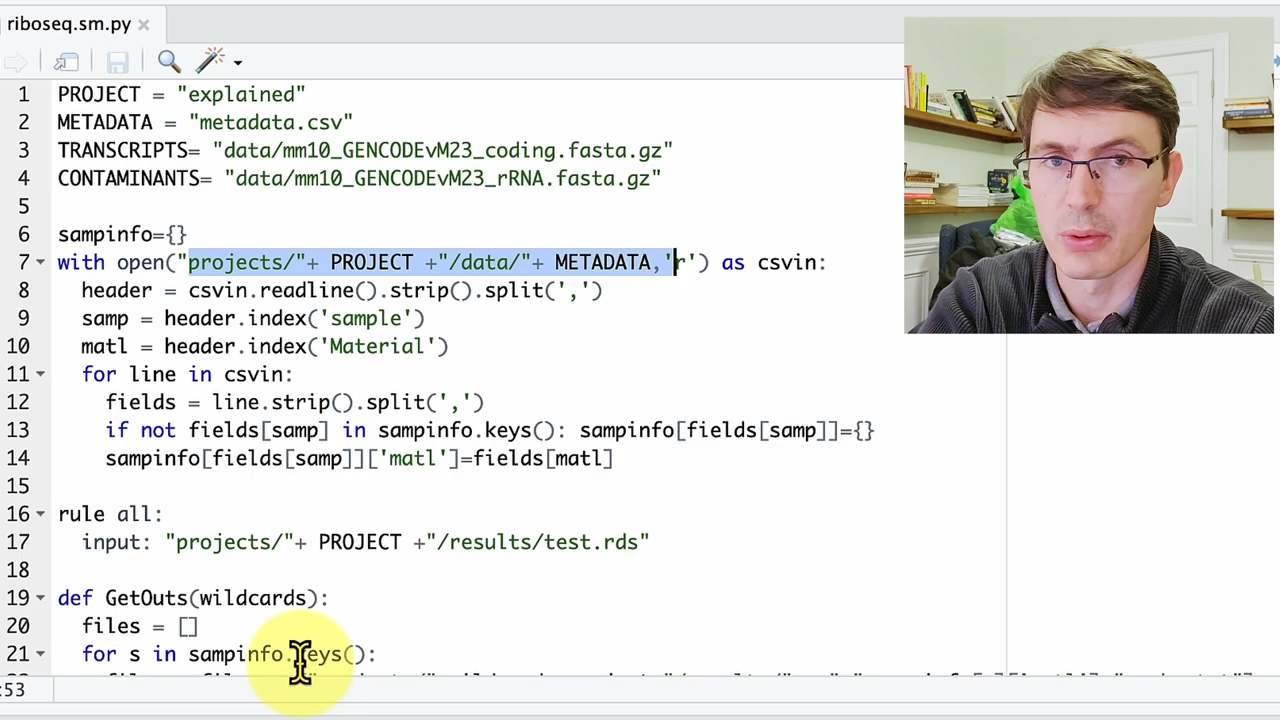 riboseq.sm.py
1 PROJECT = "explained"
2 METADATA = "metadata.csv"
3 TRANSCRIPTS= "data/mm10_GENCODEvM23_coding.fasta.gz"
4 CONTAMINANTS= "data/mm10_GENCODEvM23_rRNA.fasta.gz"
5
6 sampinfo={}
7 with open("projects/"+ PROJECT +"/data/"+ METADATA,'r') as csvin:
8 header = csvin.readline().strip().split(',')
9 samp = header.index('sample')
10 matl = header.index('Material')
11 for line in csvin:
12 fields = line.strip().split(',')
13 if not fields[samp] in sampinfo.keys(): sampinfo[fields[samp]]={}
14 sampinfo[fields[samp]]['matl']=fields[matl]
15
16 rule all:
17 input: "projects/"+ PROJECT +"/results/test.rds"
18
19 def GetOuts(wildcards):
20 files = []
21 for s in sampinfo.keys():
:53